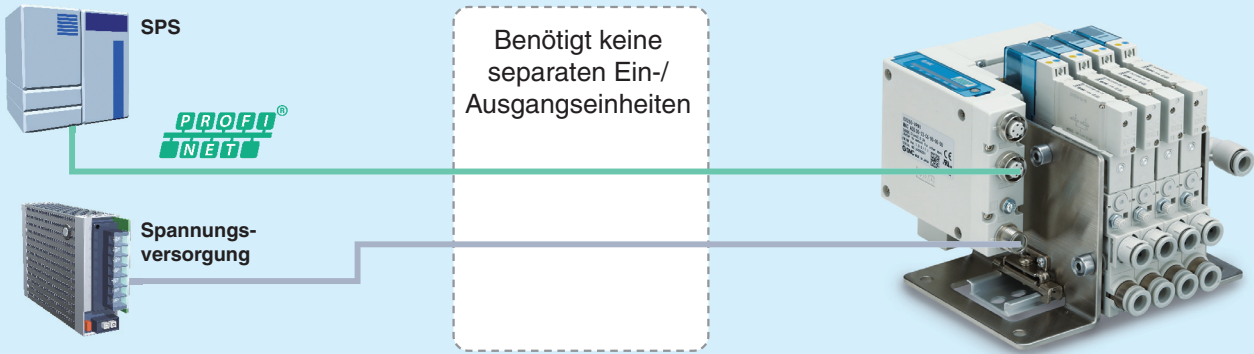 SPS
Benötigt keine
separaten Ein-/
Ausgangseinheiten
PROFI®
NET
Spannungs-
versorgung